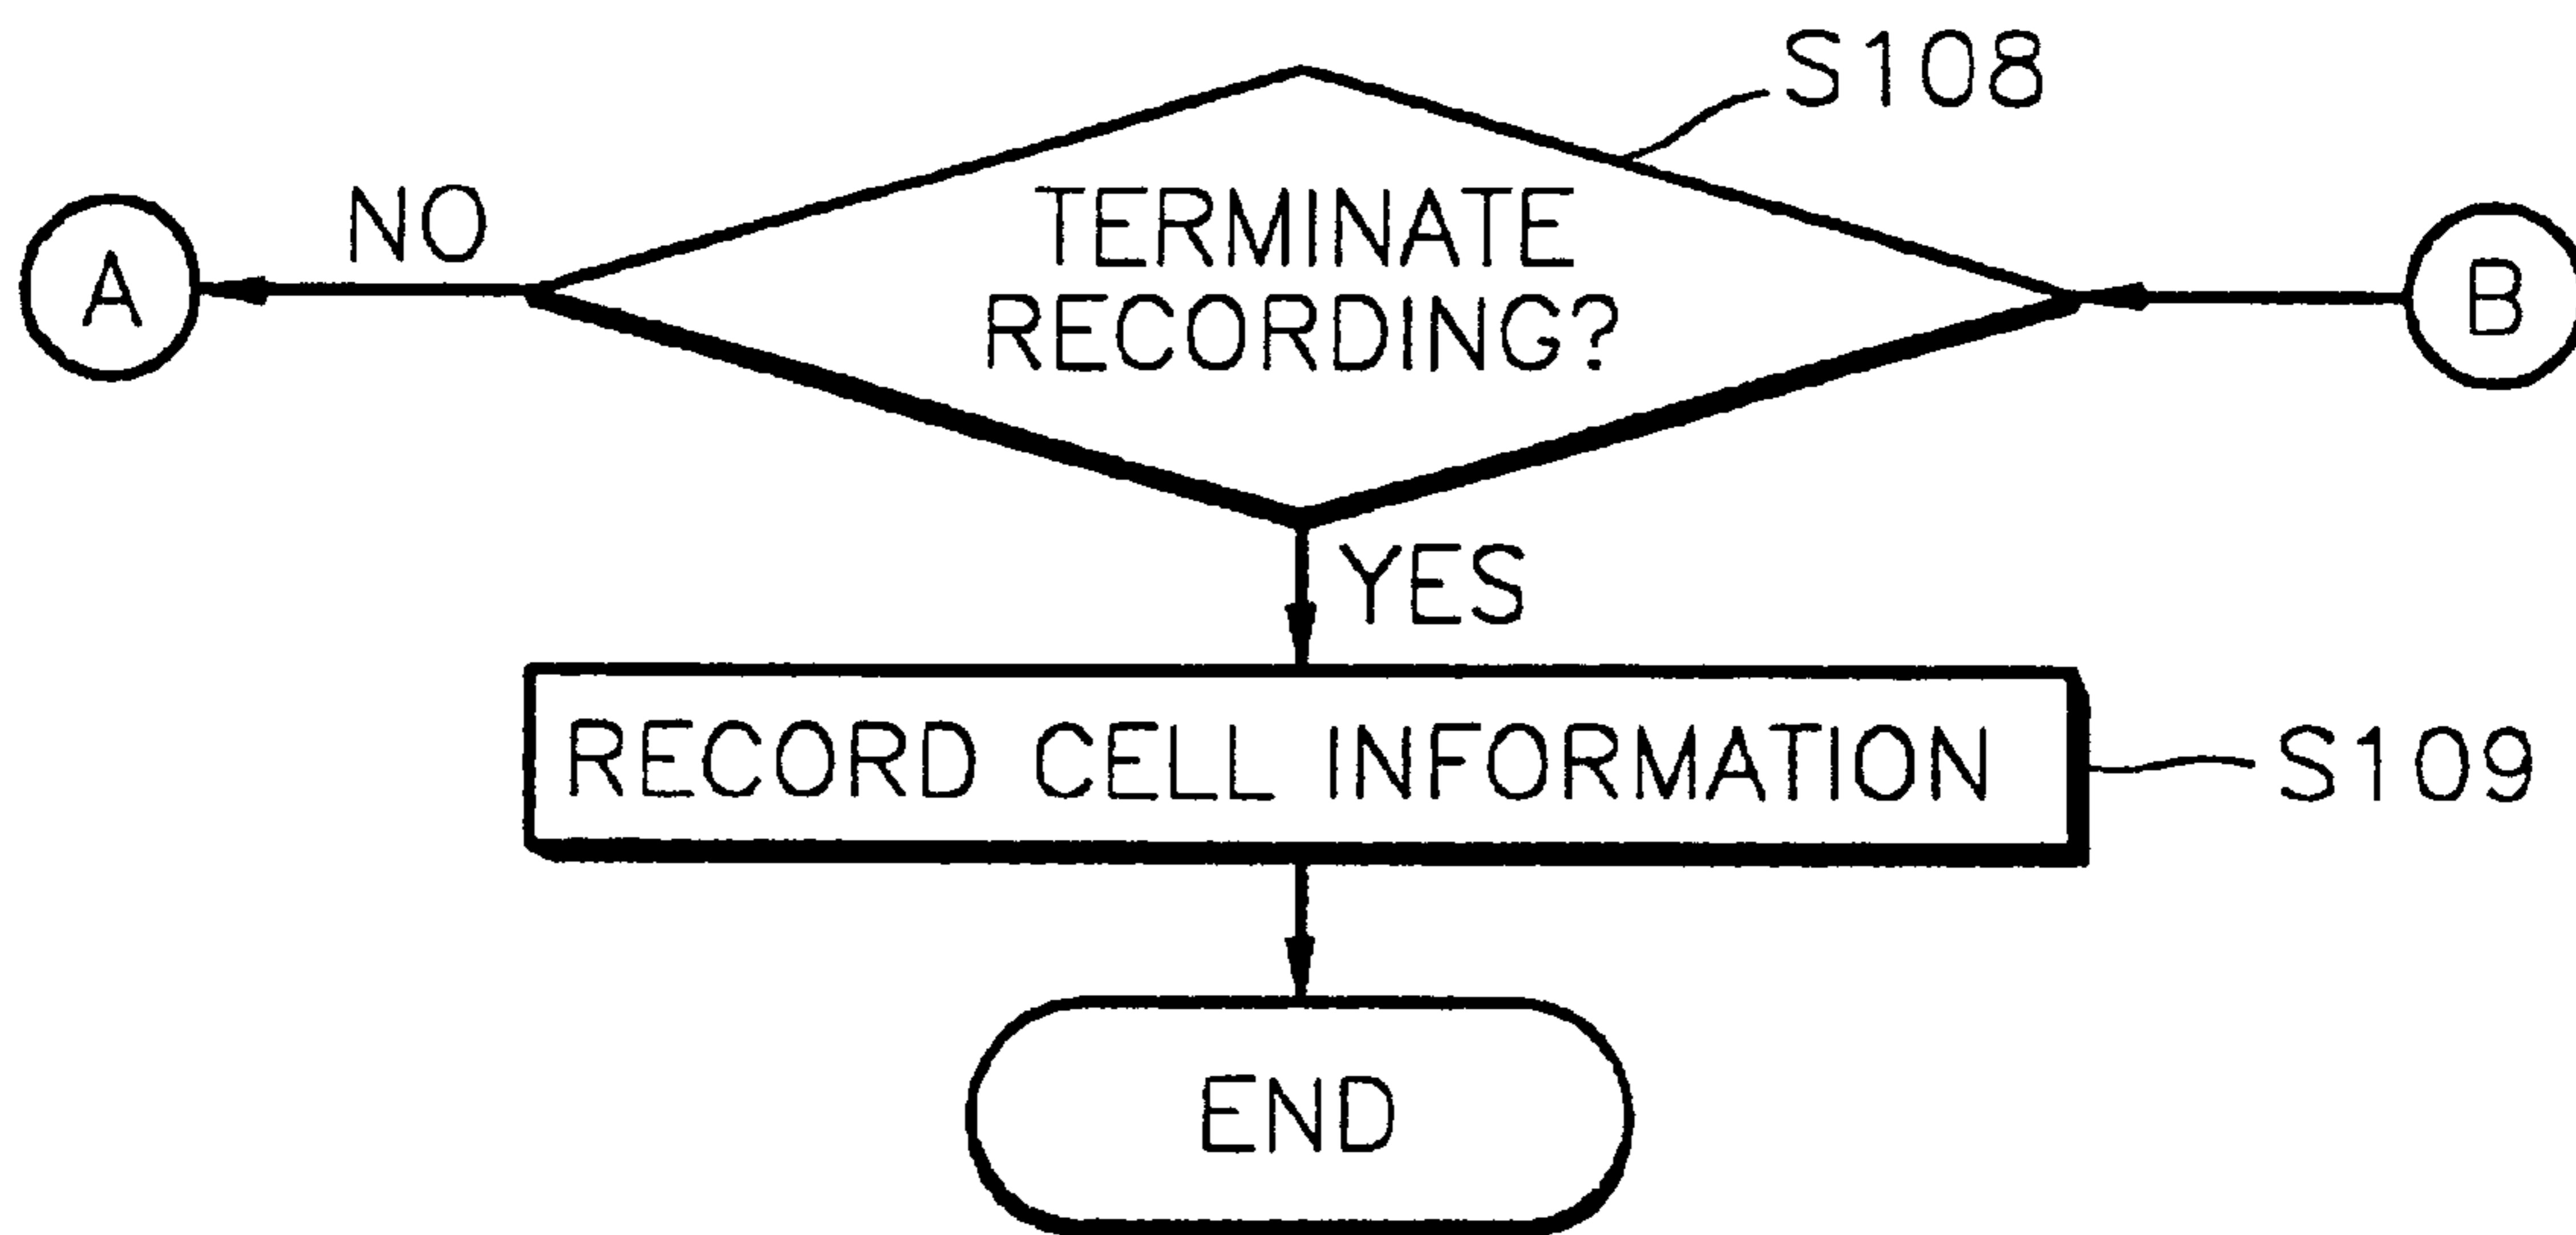 S108
NO
TERMINATE
RECORDING?
A
B
YES
RECORD CELL INFORMATION
S109
END